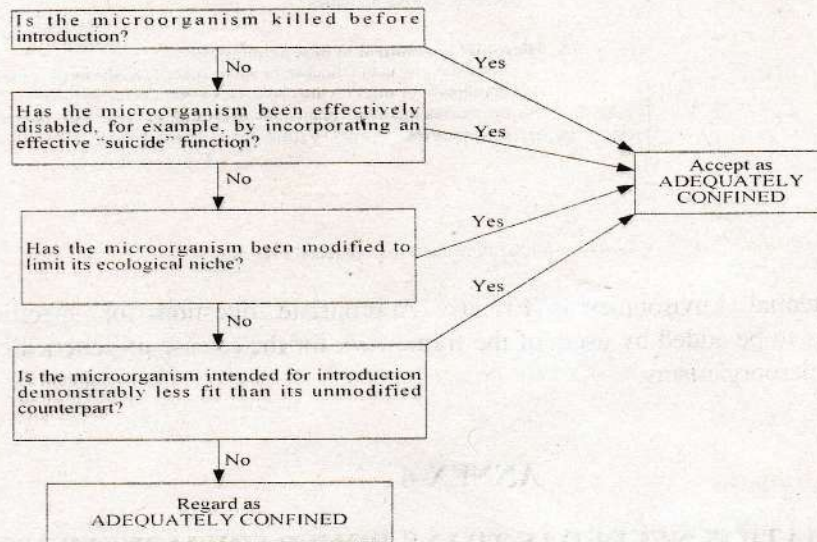 Is the microorganism killed before
introduction?
Yes
No
Has the microorganism been effectively
disabled, for example, by incorporating an
effective "suicide" function?
Yes
No
Accept as
ADEQUATELY
CONFINED
Has the microorganism been modified to
limit its ecological niche?
Yes
Yes
No
Is the microorganism intended for introduction
demonstrably less fit than its unmodified
counterpart?
No
Regard as
ADEQUATELY CONFINED